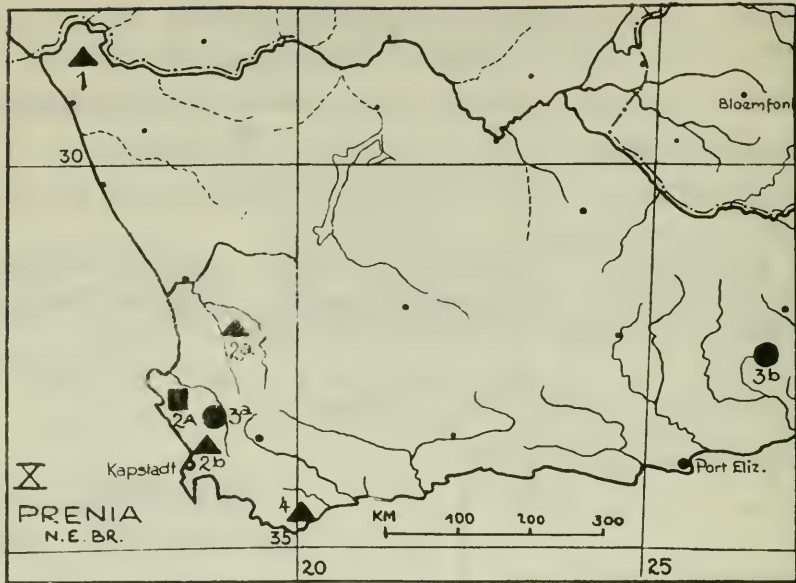 1
Bloemfon
30
2a
3b
2A
3a
2b
Kapstadt
Port Eliz.
X
4
KM 100 200 300
PRENIA
N.E. BR.
35
20
25